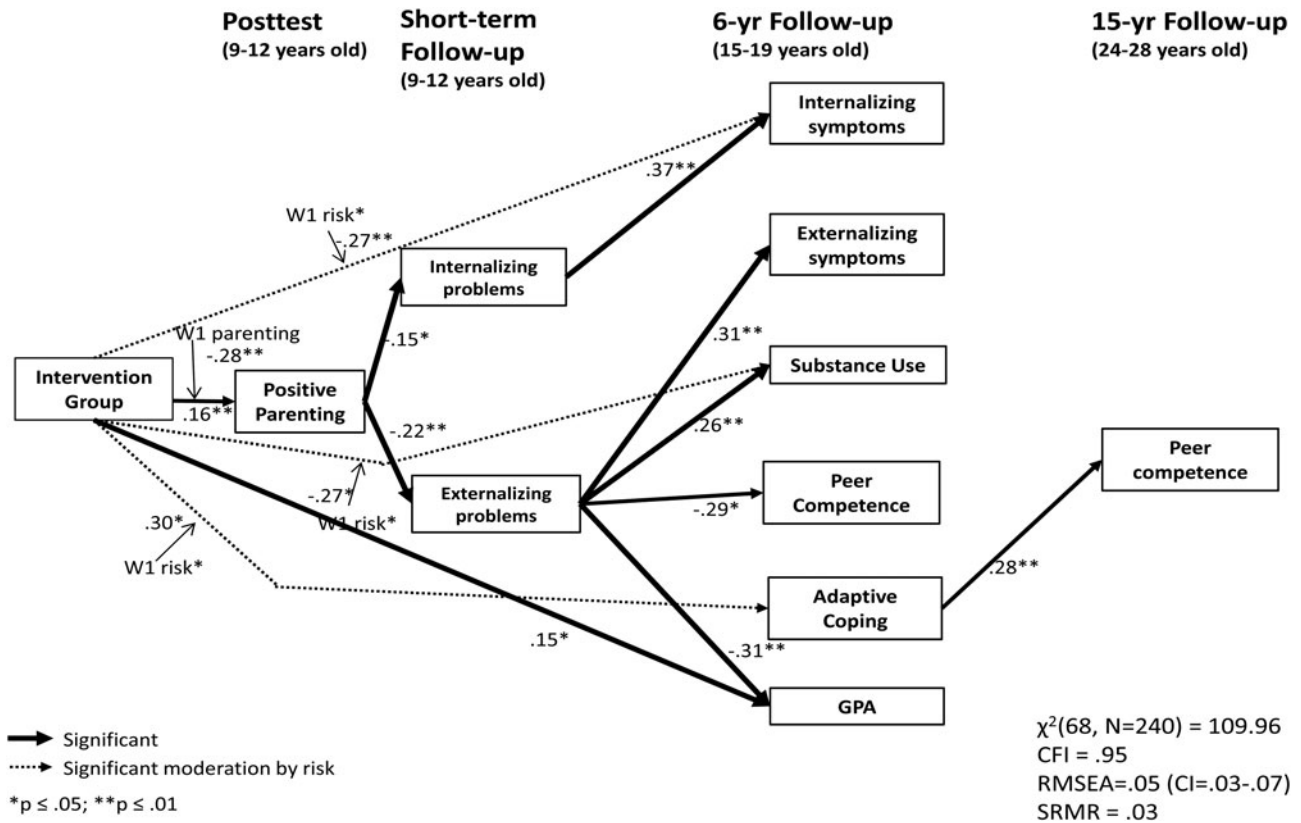 Posttest
(9-12 years old)
Short-term
Follow-up
(9-12 years old)
6-yr Follow-up
(15-19 years old)
15-yr Follow-up
(24-28 years old)
Internalizing
symptoms
.37**
W1 risk*
-.27**
Externalizing
symptoms
Internalizing
problems
W1 parenting
-.28**
-.15*
.31**
Intervention
Group
.16**
Positive
Parenting
Substance Use
-.22**
.26**
Peer
competence
-.27*
W1 risk*
Externalizing
problems
-.29*
Peer
Competence
.30*
W1 risk*
.28**
Adaptive
Coping
.15*
-.31**
GPA
Significant
Significant moderation by risk
*p ≤ .05; **p ≤ .01
χ²(68, N=240) = 109.96
CFI = .95
RMSEA=.05 (CI=.03-.07)
SRMR = .03